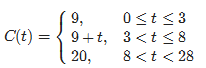 C(t) = { 9, 0 ≤ t ≤ 3
9 + t, 3 < t ≤ 8
20, 8 < t < 28